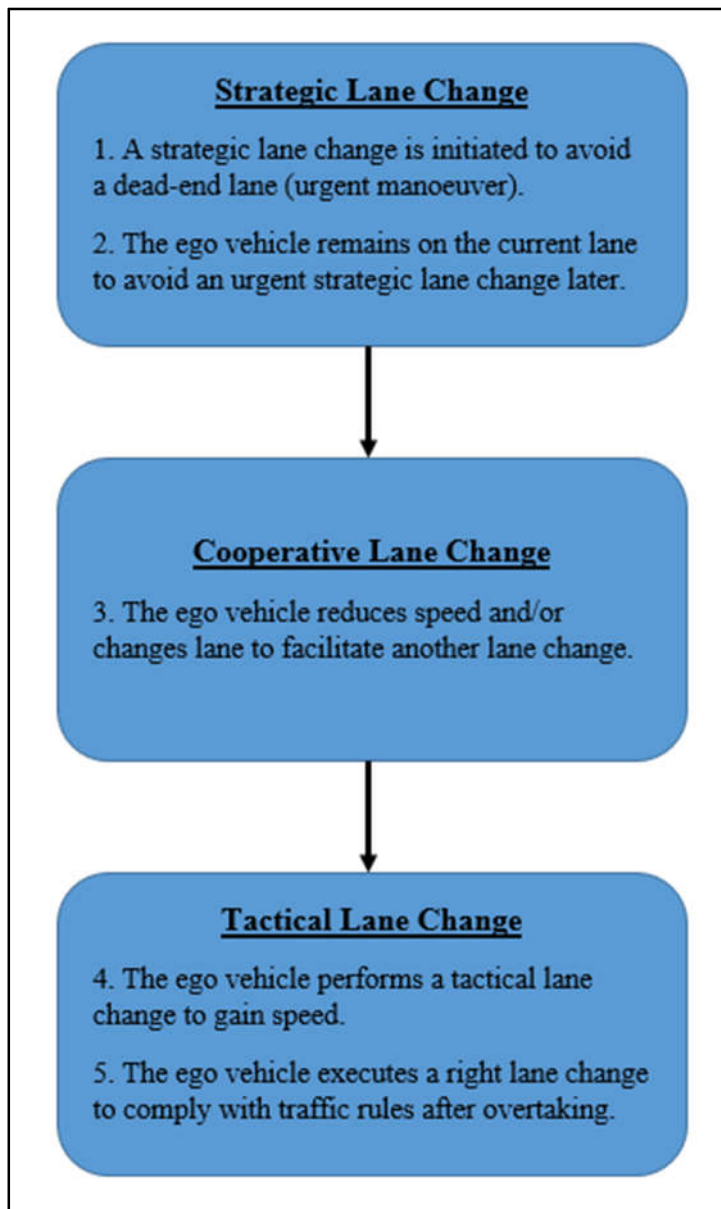 Strategic Lane Change
1. A strategic lane change is initiated to avoid
a dead-end lane (urgent manoeuver).
2. The ego vehicle remains on the current lane
to avoid an urgent strategic lane change later.
Cooperative Lane Change
3. The ego vehicle reduces speed and/or
changes lane to facilitate another lane change.
Tactical Lane Change
4. The ego vehicle performs a tactical lane
change to gain speed.
5. The ego vehicle executes a right lane change
to comply with traffic rules after overtaking.